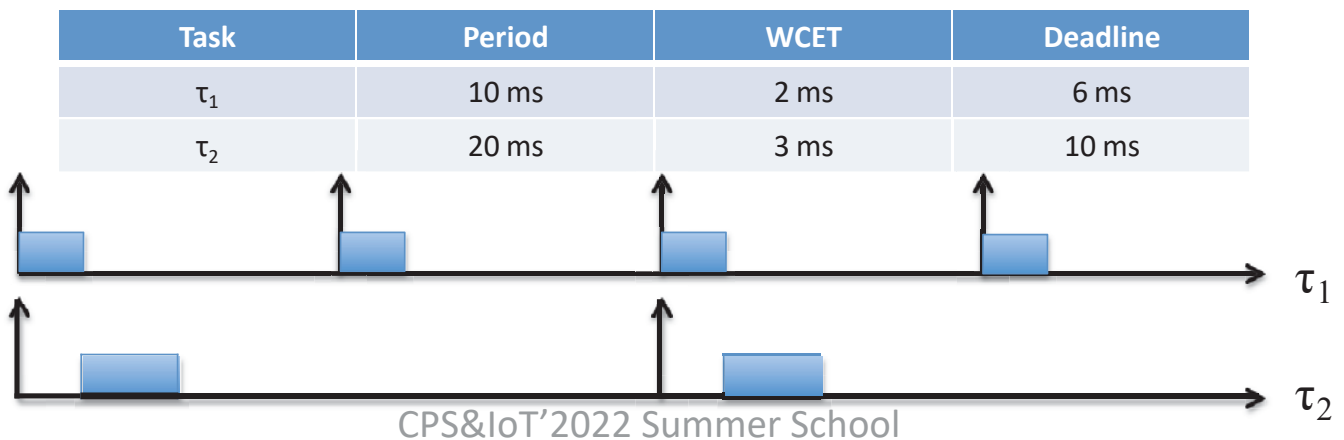 Task Period WCET Deadline
τ₁ 10 ms 2 ms 6 ms
τ₂ 20 ms 3 ms 10 ms
τ₁
τ₂
CPS&IoT’2022 Summer School